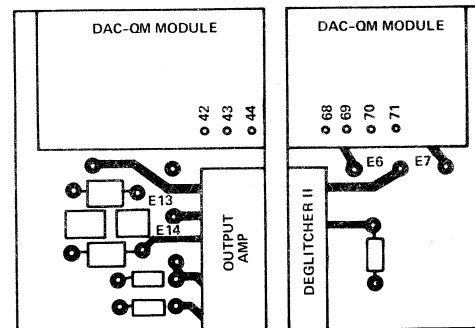 DAC-QM MODULE
42 43 44
E13
E14
OUTPUT
AMP
DAC-QM MODULE
68 69 70 71
E6 E7
DEGLITCHER II